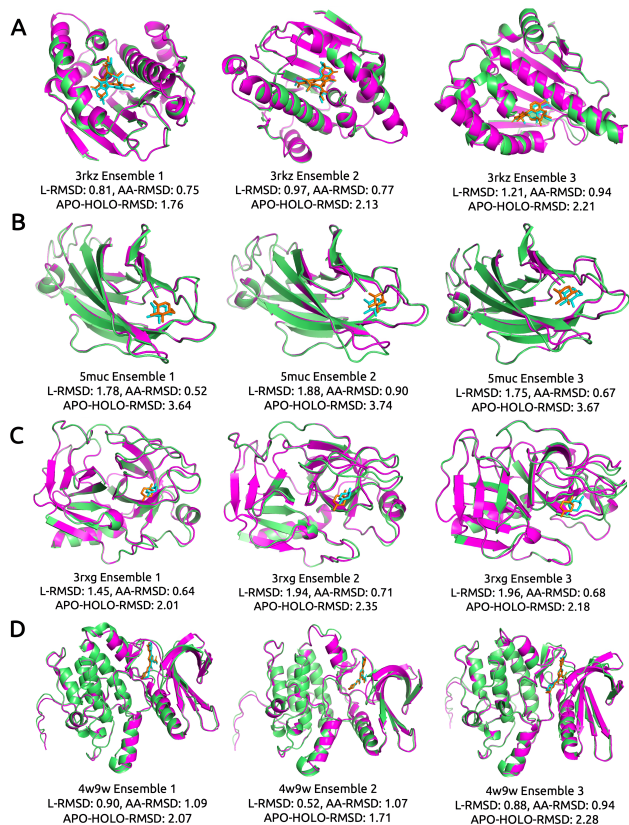 A
3rkz Ensemble 1
L-RMSD: 0.81, AA-RMSD: 0.75
APO-HOLO-RMSD: 1.76
3rkz Ensemble 2
L-RMSD: 0.97, AA-RMSD: 0.77
APO-HOLO-RMSD: 2.13
3rkz Ensemble 3
L-RMSD: 1.21, AA-RMSD: 0.94
APO-HOLO-RMSD: 2.21
B
5muc Ensemble 1
L-RMSD: 1.78, AA-RMSD: 0.52
APO-HOLO-RMSD: 3.64
5muc Ensemble 2
L-RMSD: 1.88, AA-RMSD: 0.90
APO-HOLO-RMSD: 3.74
5muc Ensemble 3
L-RMSD: 1.75, AA-RMSD: 0.67
APO-HOLO-RMSD: 3.67
C
3rxg Ensemble 1
L-RMSD: 1.45, AA-RMSD: 0.64
APO-HOLO-RMSD: 2.01
3rxg Ensemble 2
L-RMSD: 1.94, AA-RMSD: 0.71
APO-HOLO-RMSD: 2.35
3rxg Ensemble 3
L-RMSD: 1.96, AA-RMSD: 0.68
APO-HOLO-RMSD: 2.18
D
4w9w Ensemble 1
L-RMSD: 0.90, AA-RMSD: 1.09
APO-HOLO-RMSD: 2.07
4w9w Ensemble 2
L-RMSD: 0.52, AA-RMSD: 1.07
APO-HOLO-RMSD: 1.71
4w9w Ensemble 3
L-RMSD: 0.88, AA-RMSD: 0.94
APO-HOLO-RMSD: 2.28